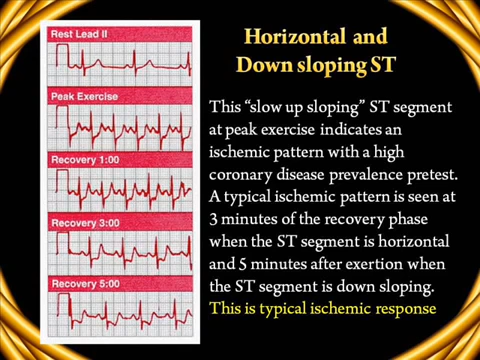 Horizontal and
Down sloping ST
Rest Lead II
Peak Exercise
Recovery 1:00
Recovery 3:00
Recovery 5:00
This “slow up sloping” ST segment
at peak exercise indicates an
ischemic pattern with a high
coronary disease prevalence pretest.
A typical ischemic pattern is seen at
3 minutes of the recovery phase
when the ST segment is horizontal
and 5 minutes after exertion when
the ST segment is down sloping.
This is typical ischemic response